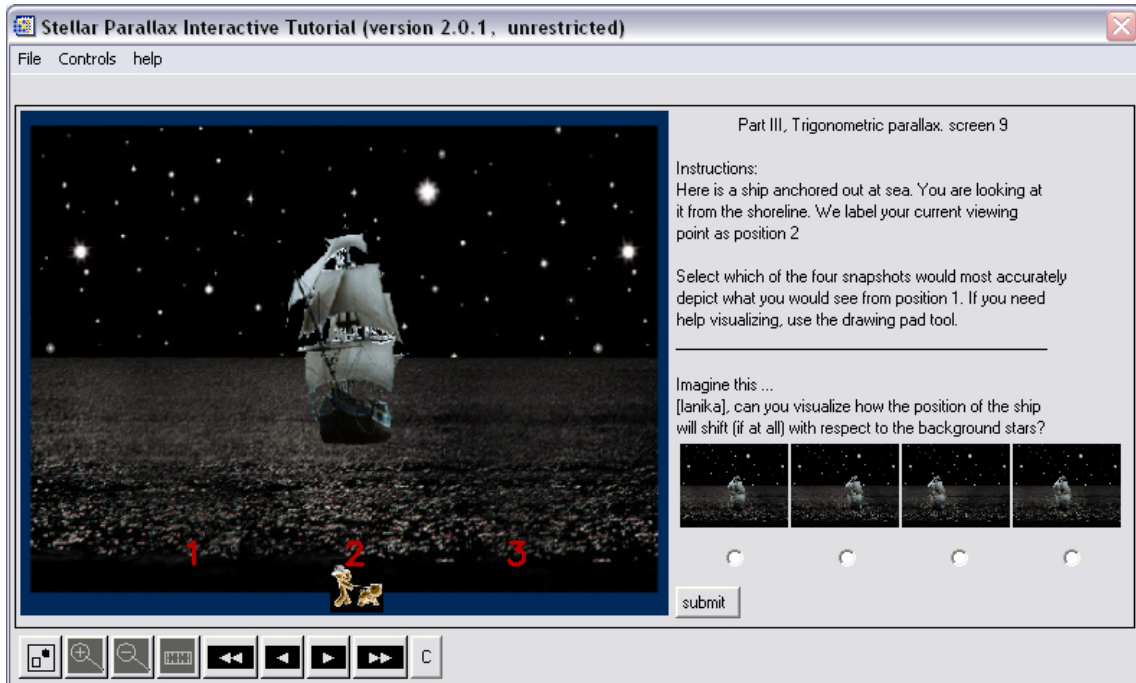 Stellar Parallax Interactive Tutorial (version 2.0.1, unrestricted)
File Controls help
Part III, Trigonometric parallax. screen 9
Instructions:
Here is a ship anchored out at sea. You are looking at
it from the shoreline. We label your current viewing
point as position 2
Select which of the four snapshots would most accurately
depict what you would see from position 1. If you need
help visualizing, use the drawing pad tool.
Imagine this ...
[lanika], can you visualize how the position of the ship
will shift (if at all) with respect to the background stars?
1 2 3
submit
C